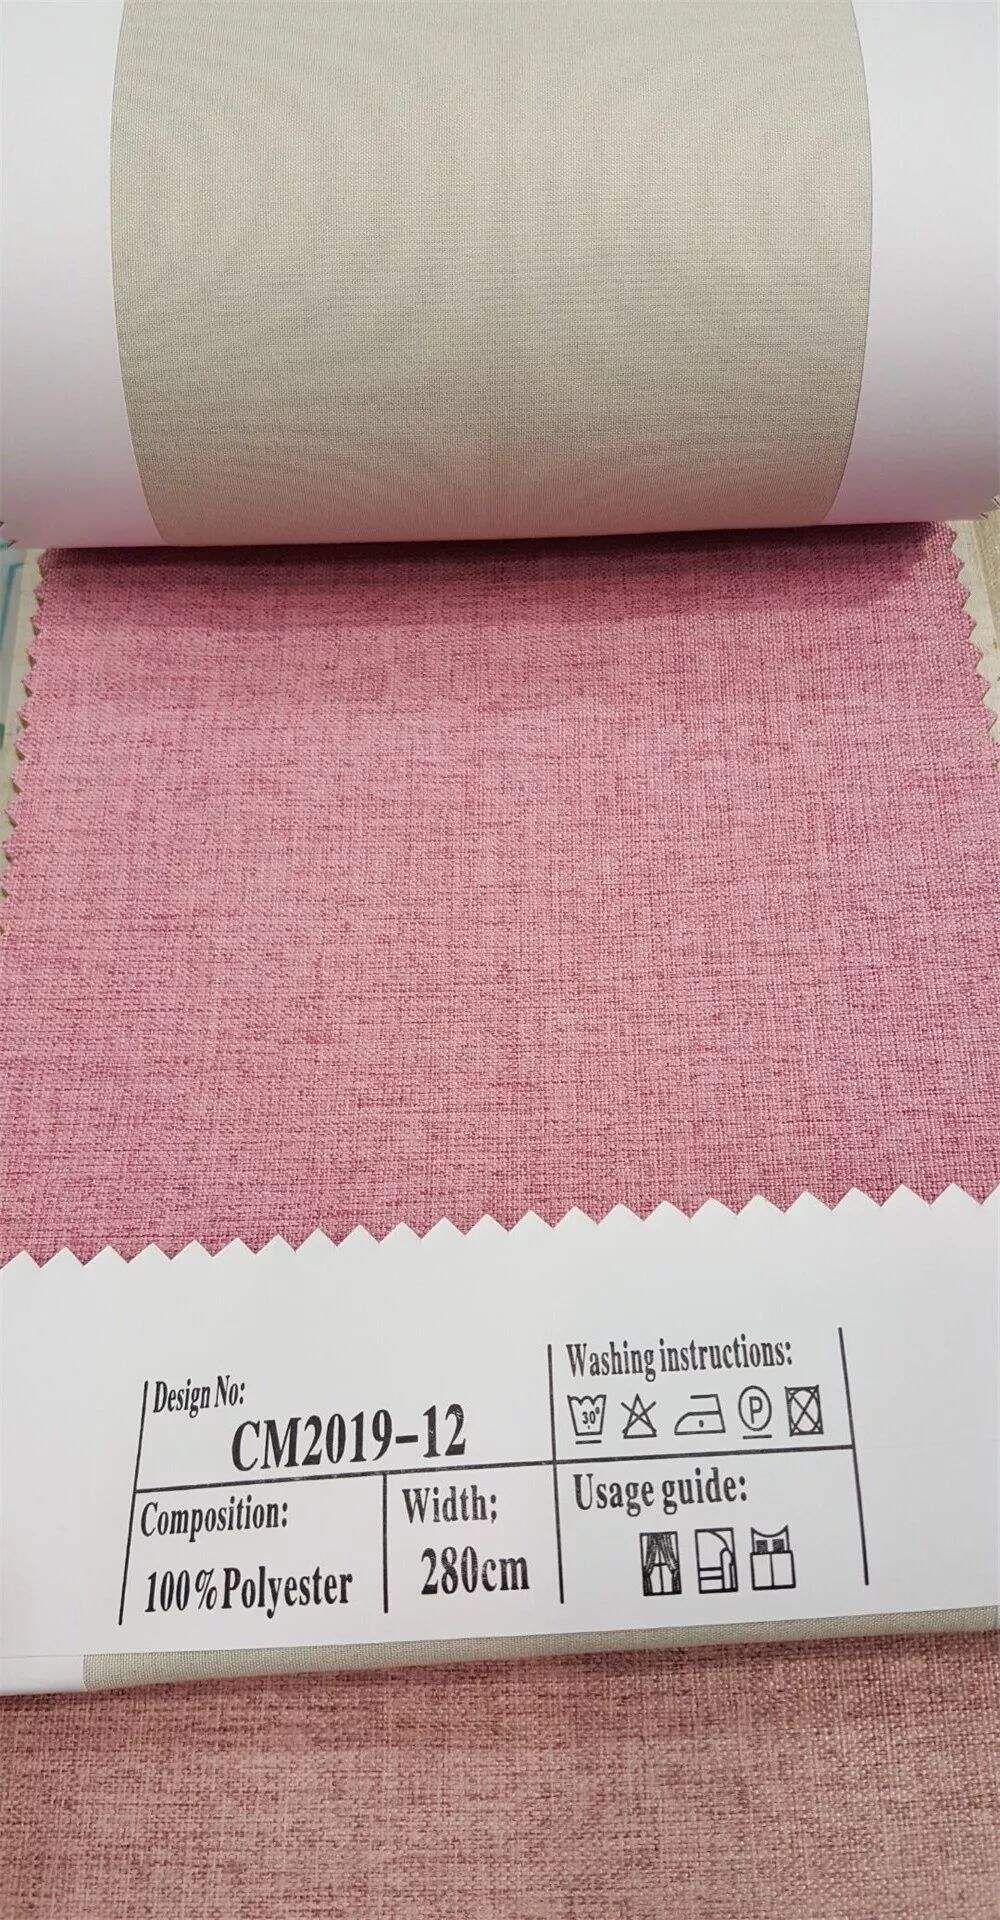 Design No:
CM2019-12
Washing instructions:
30°
P
Composition:
100%Polyester
Width;
280cm
Usage guide: